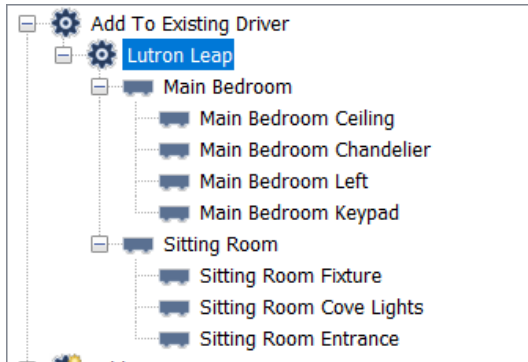 Add To Existing Driver
Lutron Leap
Main Bedroom
Main Bedroom Ceiling
Main Bedroom Chandelier
Main Bedroom Left
Main Bedroom Keypad
Sitting Room
Sitting Room Fixture
Sitting Room Cove Lights
Sitting Room Entrance